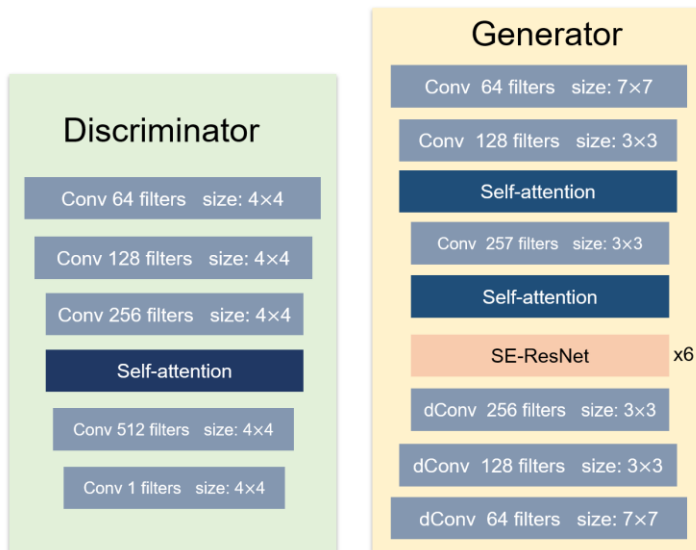 Discriminator
Conv 64 filters size: 4×4
Conv 128 filters size: 4×4
Conv 256 filters size: 4×4
Self-attention
Conv 512 filters size: 4×4
Conv 1 filters size: 4×4
Generator
Conv 64 filters size: 7×7
Conv 128 filters size: 3×3
Self-attention
Conv 257 filters size: 3×3
Self-attention
SE-ResNet x6
dConv 256 filters size: 3×3
dConv 128 filters size: 3×3
dConv 64 filters size: 7×7